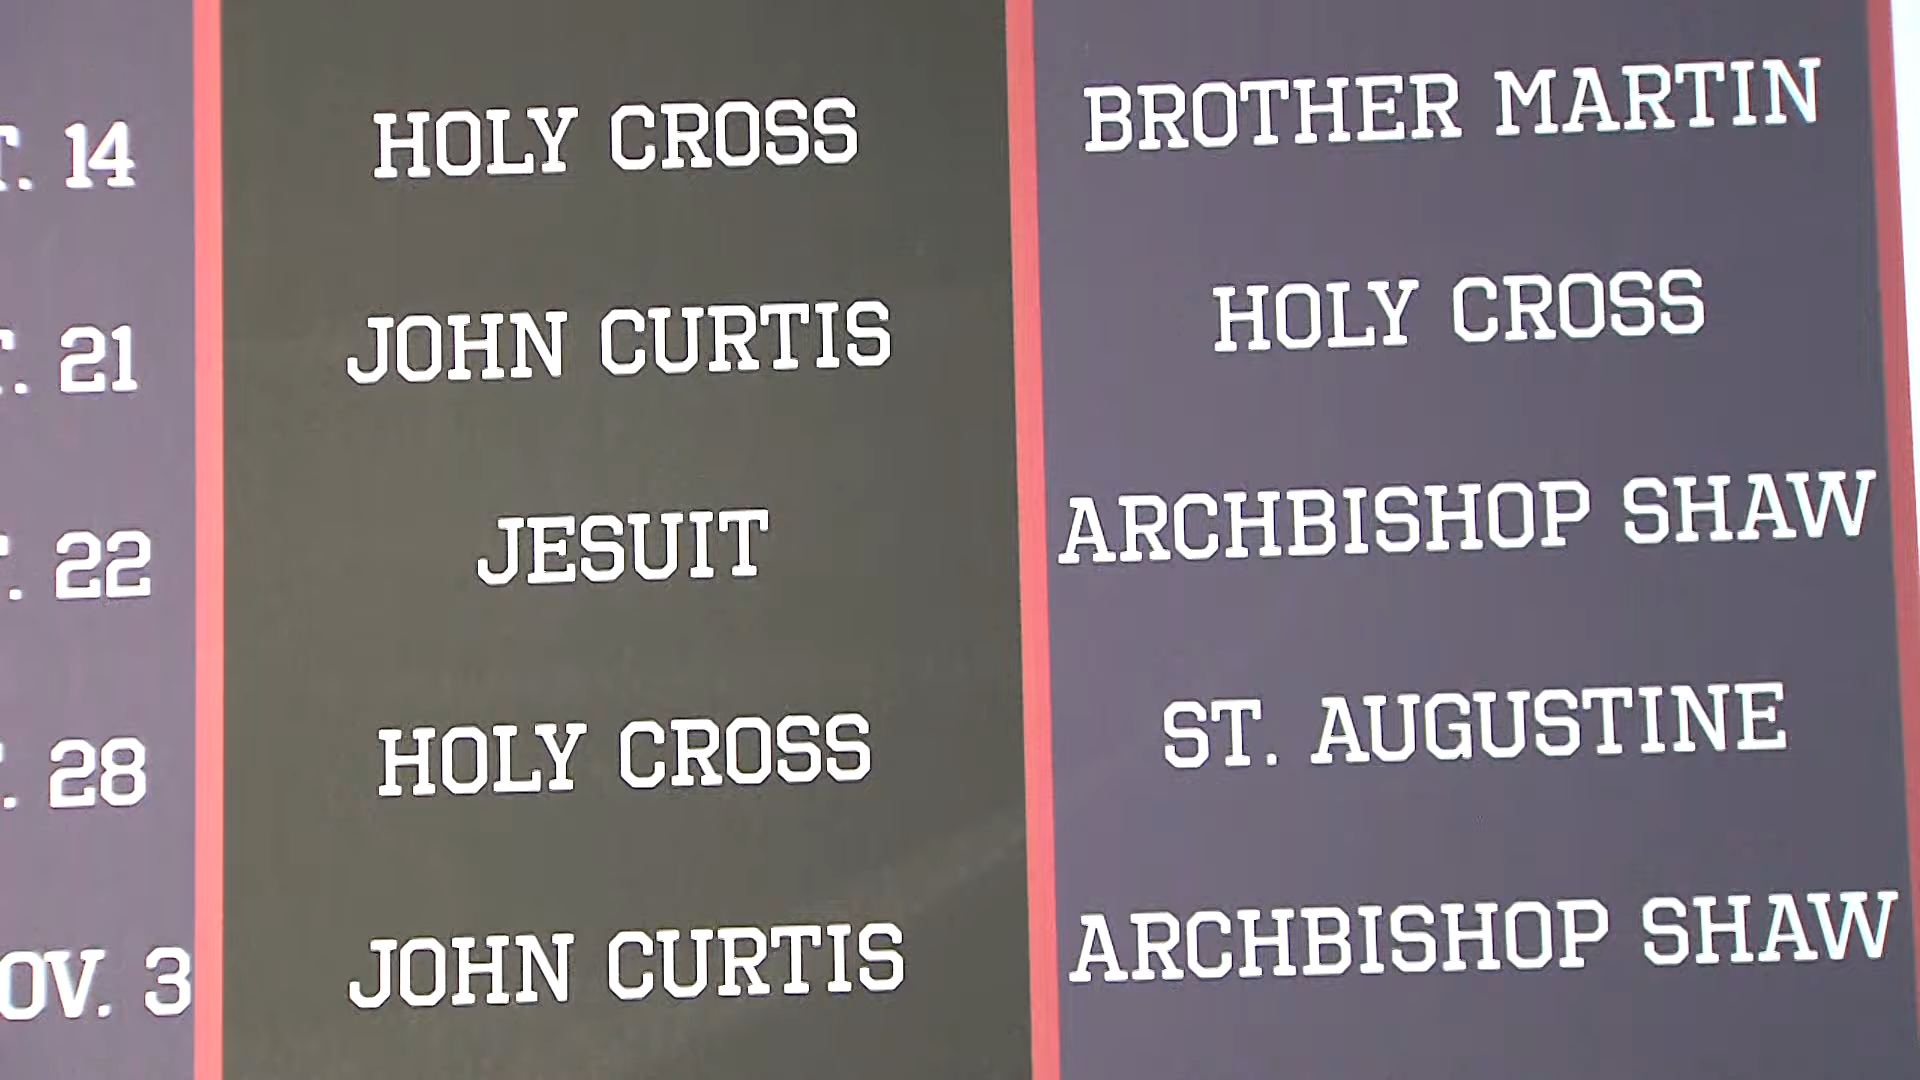 T. 14 HOLY CROSS BROTHER MARTIN
T. 21 JOHN CURTIS HOLY CROSS
T. 22 JESUIT ARCHBISHOP SHAW
T. 28 HOLY CROSS ST. AUGUSTINE
OV. 3 JOHN CURTIS ARCHBISHOP SHAW